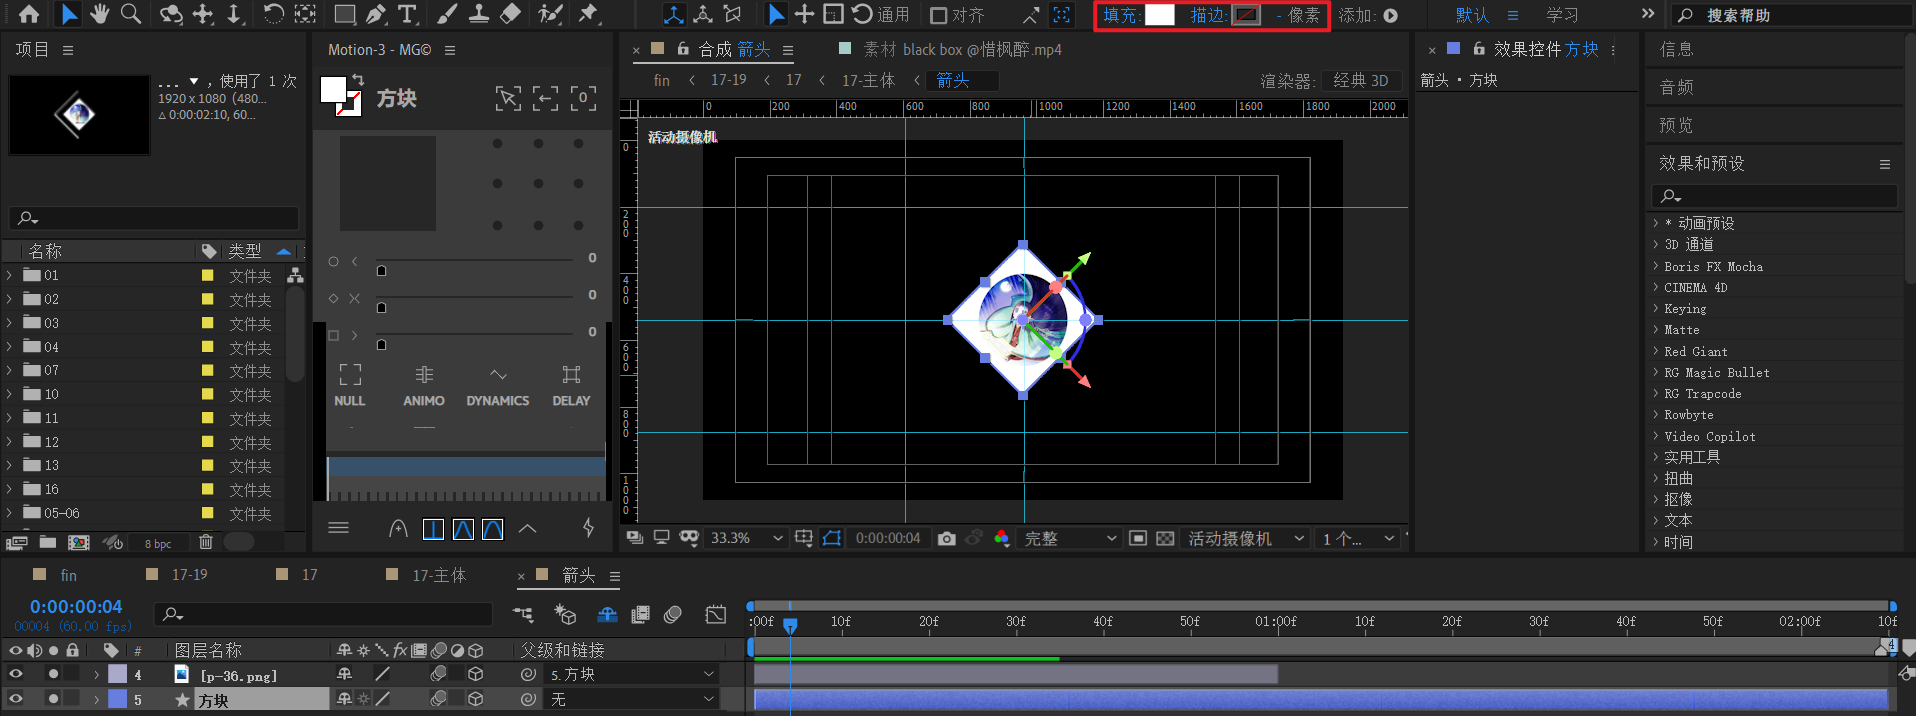 通用
对齐
填充:
描边:
- 像素
添加:
默认
学习
搜索帮助
项目
... ▼ ，使用了 1 次
1920 x 1080 (480...
△ 0:00:02:10, 60...
名称
类型
01 文件夹
02 文件夹
03 文件夹
04 文件夹
07 文件夹
10 文件夹
11 文件夹
12 文件夹
13 文件夹
16 文件夹
05-06 文件夹
8 bpc
Motion-3 - MG©
方块
0
0
0
0
NULL
ANIMO
DYNAMICS
DELAY
合成 箭头
素材 black box @惜枫醉.mp4
fin
17-19
17
17-主体
箭头
渲染器:
经典 3D
0 200 400 600 800 1000 1200 1400 1600 1800 2000
活动摄像机
0
200
400
600
800
1000
33.3%
0:00:00:04
完整
活动摄像机
1 个...
效果控件 方块
箭头 · 方块
信息
音频
预览
效果和预设
* 动画预设
3D 通道
Boris FX Mocha
CINEMA 4D
Keying
Matte
Red Giant
RG Magic Bullet
RG Trapcode
Rowbyte
Video Copilot
实用工具
扭曲
抠像
文本
时间
fin
17-19
17
17-主体
箭头
0:00:00:04
00004 (60.00 fps)
:00f 10f 20f 30f 40f 50f 01:00f 10f 20f 30f 40f 50f 02:00f 10f
# 图层名称
fx
父级和链接
4
4 [p-36.png] 5.方块
5 方块 无